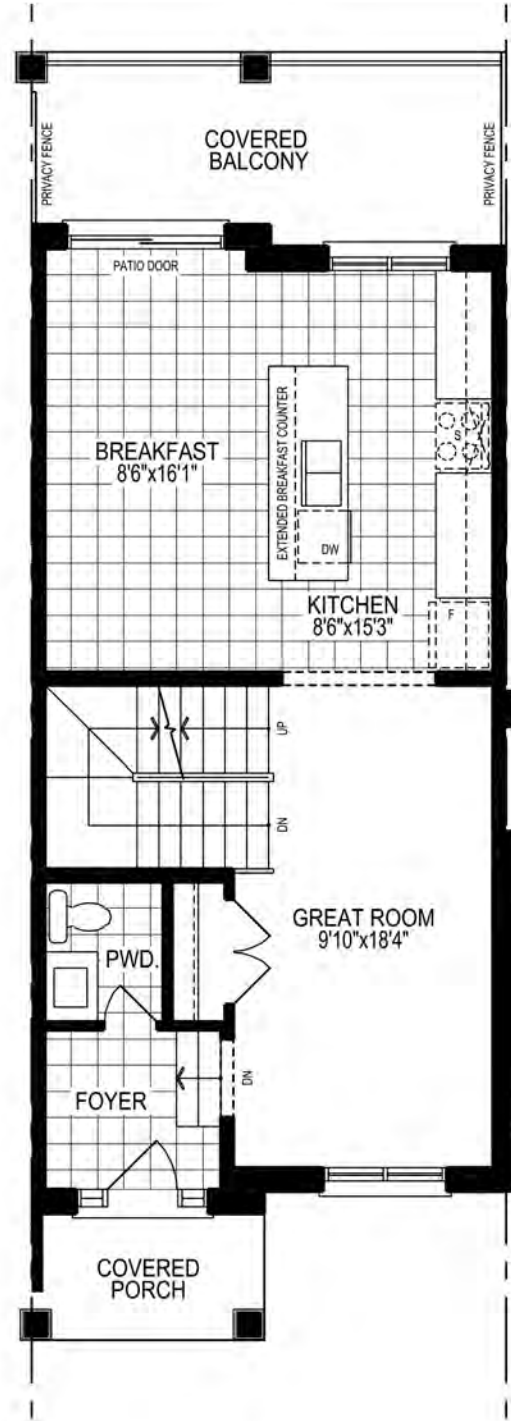 COVERED
BALCONY
PRIVACY FENCE
PRIVACY FENCE
PATIO DOOR
BREAKFAST
8'6"x16'1"
EXTENDED BREAKFAST COUNTER
S
DW
KITCHEN
8'6"x15'3"
F
UP
DN
GREAT ROOM
9'10"x18'4"
PWD.
FOYER
DN
COVERED
PORCH